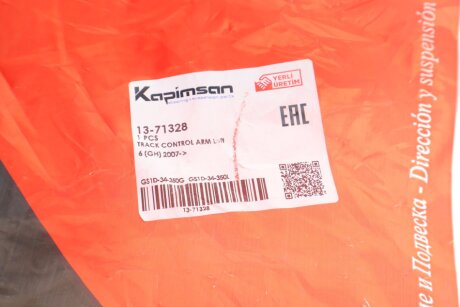 Kapimsan
YERLİ
ÜRETİM
13-71328
1 PCS
EAC
TRACK CONTROL ARM
6 (GH) 2007->
GS1D-34-350G GS1D-34-350L
13-71328
е и Подвеска - Dirección y suspensión